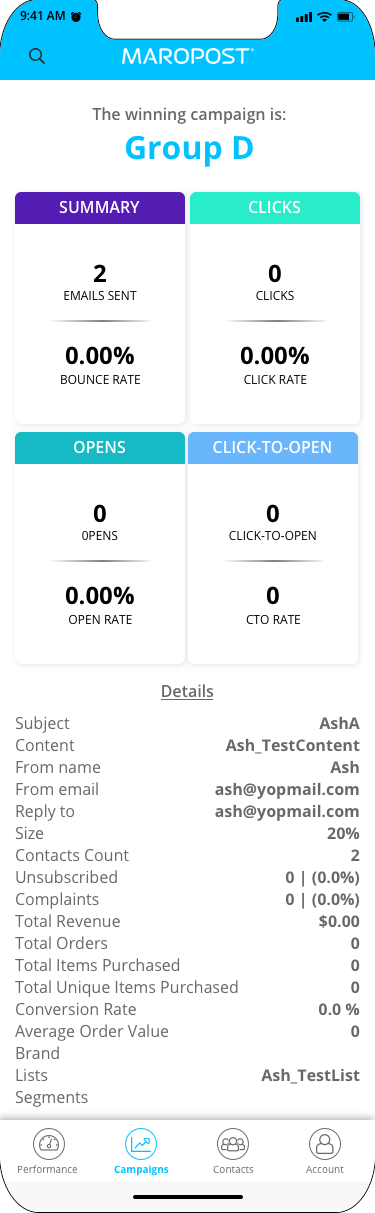 9:41 AM
MAROPOST
The winning campaign is:
Group D
SUMMARY
2
EMAILS SENT
0.00%
BOUNCE RATE
CLICKS
0
CLICKS
0.00%
CLICK RATE
OPENS
0
0PENS
0.00%
OPEN RATE
CLICK-TO-OPEN
0
CLICK-TO-OPEN
0
CTO RATE
Details
Subject AshA
Content Ash_TestContent
From name Ash
From email ash@yopmail.com
Reply to ash@yopmail.com
Size 20%
Contacts Count 2
Unsubscribed 0 | (0.0%)
Complaints 0 | (0.0%)
Total Revenue $0.00
Total Orders 0
Total Items Purchased 0
Total Unique Items Purchased 0
Conversion Rate 0.0 %
Average Order Value 0
Brand
Lists Ash_TestList
Segments
Performance Campaigns Contacts Account